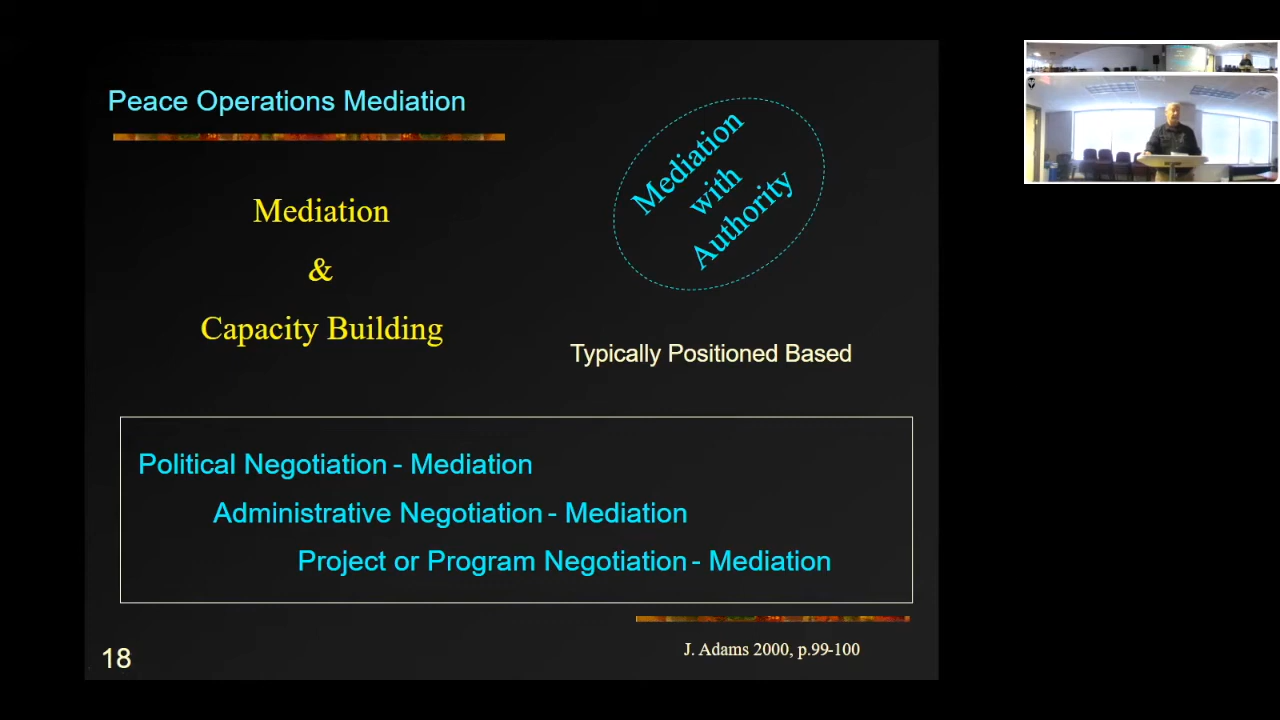 Peace Operations Mediation
Mediation
&
Capacity Building
Mediation
with
Authority
Typically Positioned Based
Political Negotiation - Mediation
Administrative Negotiation - Mediation
Project or Program Negotiation - Mediation
18
J. Adams 2000, p.99-100